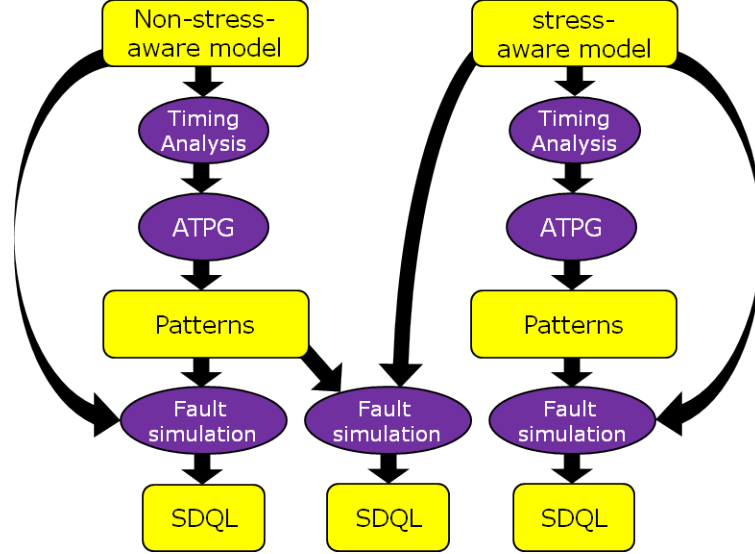 Non-stress-
aware model
stress-
aware model
Timing
Analysis
Timing
Analysis
ATPG
ATPG
Patterns
Patterns
Fault
simulation
Fault
simulation
Fault
simulation
SDQL
SDQL
SDQL